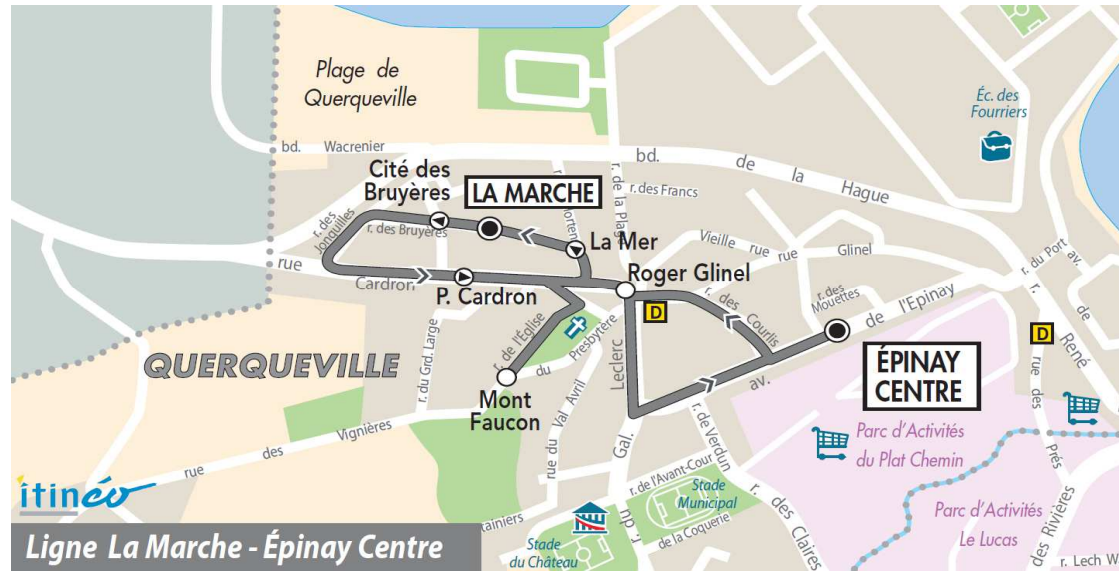 Plage de
Querqueville
Éc. des
Fourriers
bd. Wacrenier
bd. de la Hague
Cité des
Bruyères
LA MARCHE
r. de la Plage
r. des Francs
r. des Jonquilles
r. des Bruyères
La Mer
Vieille rue
rue Glinel
r. du Port
av. de
rue Cardron
P. Cardron
Roger Glinel
D
r. des Courlis
r. des
Mouettes
av. de l'Epinay
r. René
D
QUERQUEVILLE
r. du Grd. Large
r. de l'Église
r. du Presbytère
Mont
Faucon
r. du Gal. Leclerc
ÉPINAY
CENTRE
rue des Vignières
rue du Val Avril
r. de Verdun
Parc d'Activités
du Plat Chemin
rue des Prés
r. de l'Avant-Cour
Stade
Municipal
r. des Claires
Parc d'Activités
Le Lucas
des Rivières
itinéo
tainiers
de la Coquerie
Stade
du Château
r. Lech W
Ligne La Marche - Épinay Centre